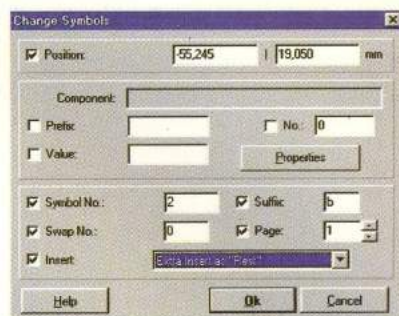 Change Symbols
Position: -55,245 | 19,050 mm
Component:
Prefix: No.: 0
Value: Properties
Symbol No.: 2 Suffix: b
Swap No.: 0 Page: 1
Insert: Extra Insert as "Rest"
Help Ok Cancel